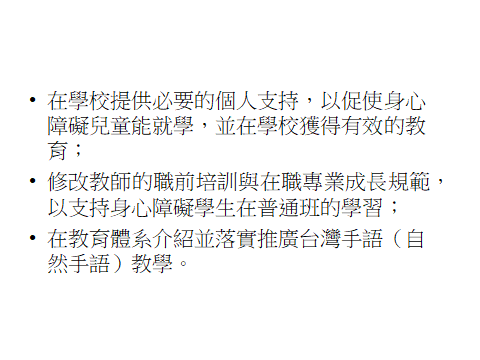 • 在學校提供必要的個人支持，以促使身心
障礙兒童能就學，並在學校獲得有效的教
育；
• 修改教師的職前培訓與在職專業成長規範，
以支持身心障礙學生在普通班的學習；
• 在教育體系介紹並落實推廣台灣手語（自
然手語）教學。